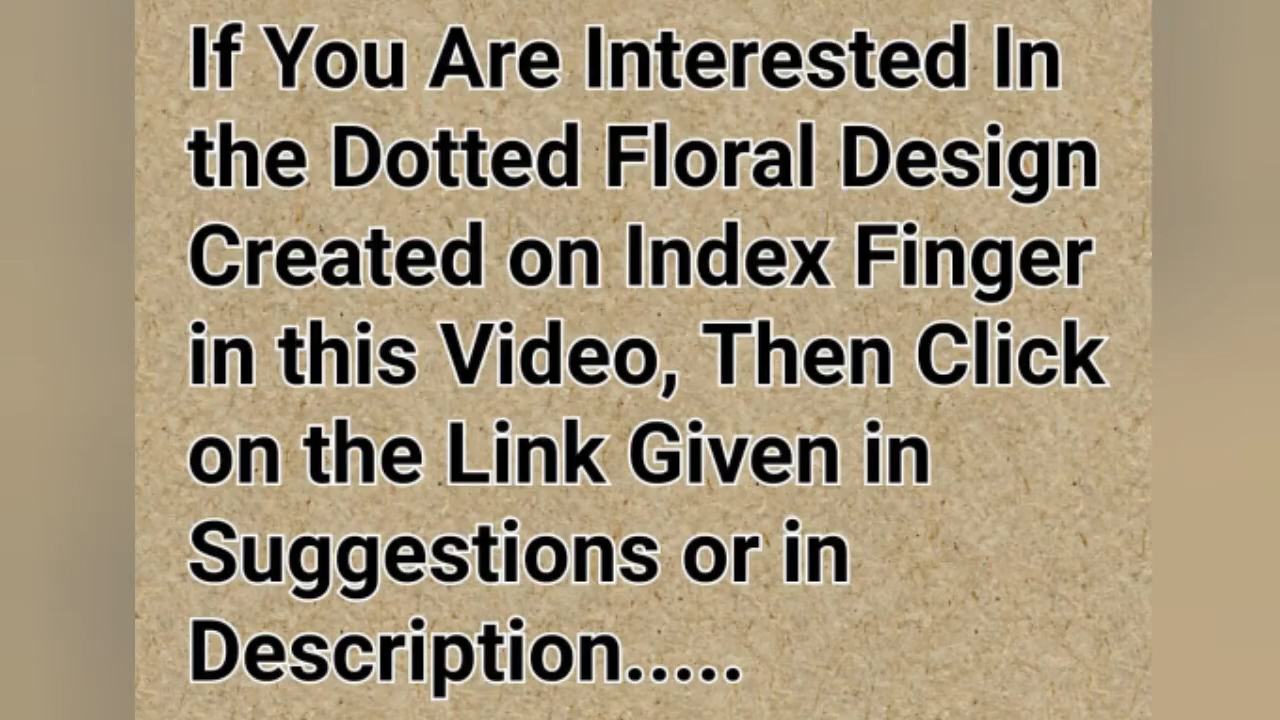 If You Are Interested In
the Dotted Floral Design
Created on Index Finger
in this Video, Then Click
on the Link Given in
Suggestions or in
Description.....